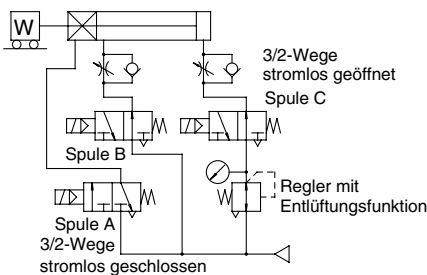 W
3/2-Wege
stromlos geöffnet
Spule C
Spule B
Regler mit
Entlüftungsfunktion
Spule A
3/2-Wege
stromlos geschlossen